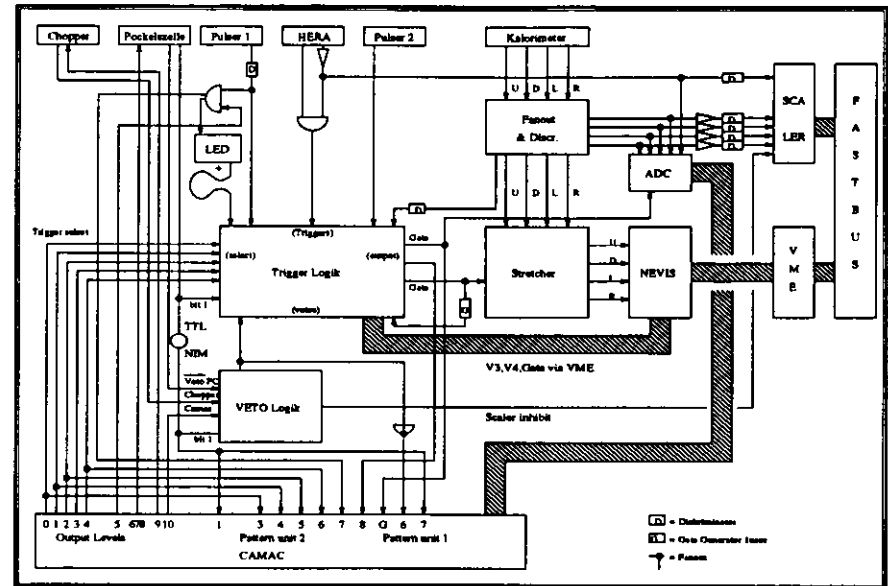 Chopper
Pockelszelle
Pulser 1
HERA
Pulser 2
Kalorimeter
D
D
SCA
LER
F A S T B U S
U D L R
Fanout
& Discr.
D
D
D
D
LED
ADC
U D L R
D
Trigger select
(Trigger)
Gate
(select)
(output)
Trigger Logik
Gate
Stretcher
U
D
L
R
NEVIS
V M E
bit 1
(vetos)
TTL
NIM
V3,V4,Gate via VME
Veto PC
Chopper
Camac
VETO Logik
Scaler inhibit
bit 1
0 1 2 3 4 5 678 9 10 1 3 4 5 6 7 8 G 6 7
Output Levels
Pattern unit 2
Pattern unit 1
CAMAC
D = Diskriminator
= Gate Generator
= Fanout